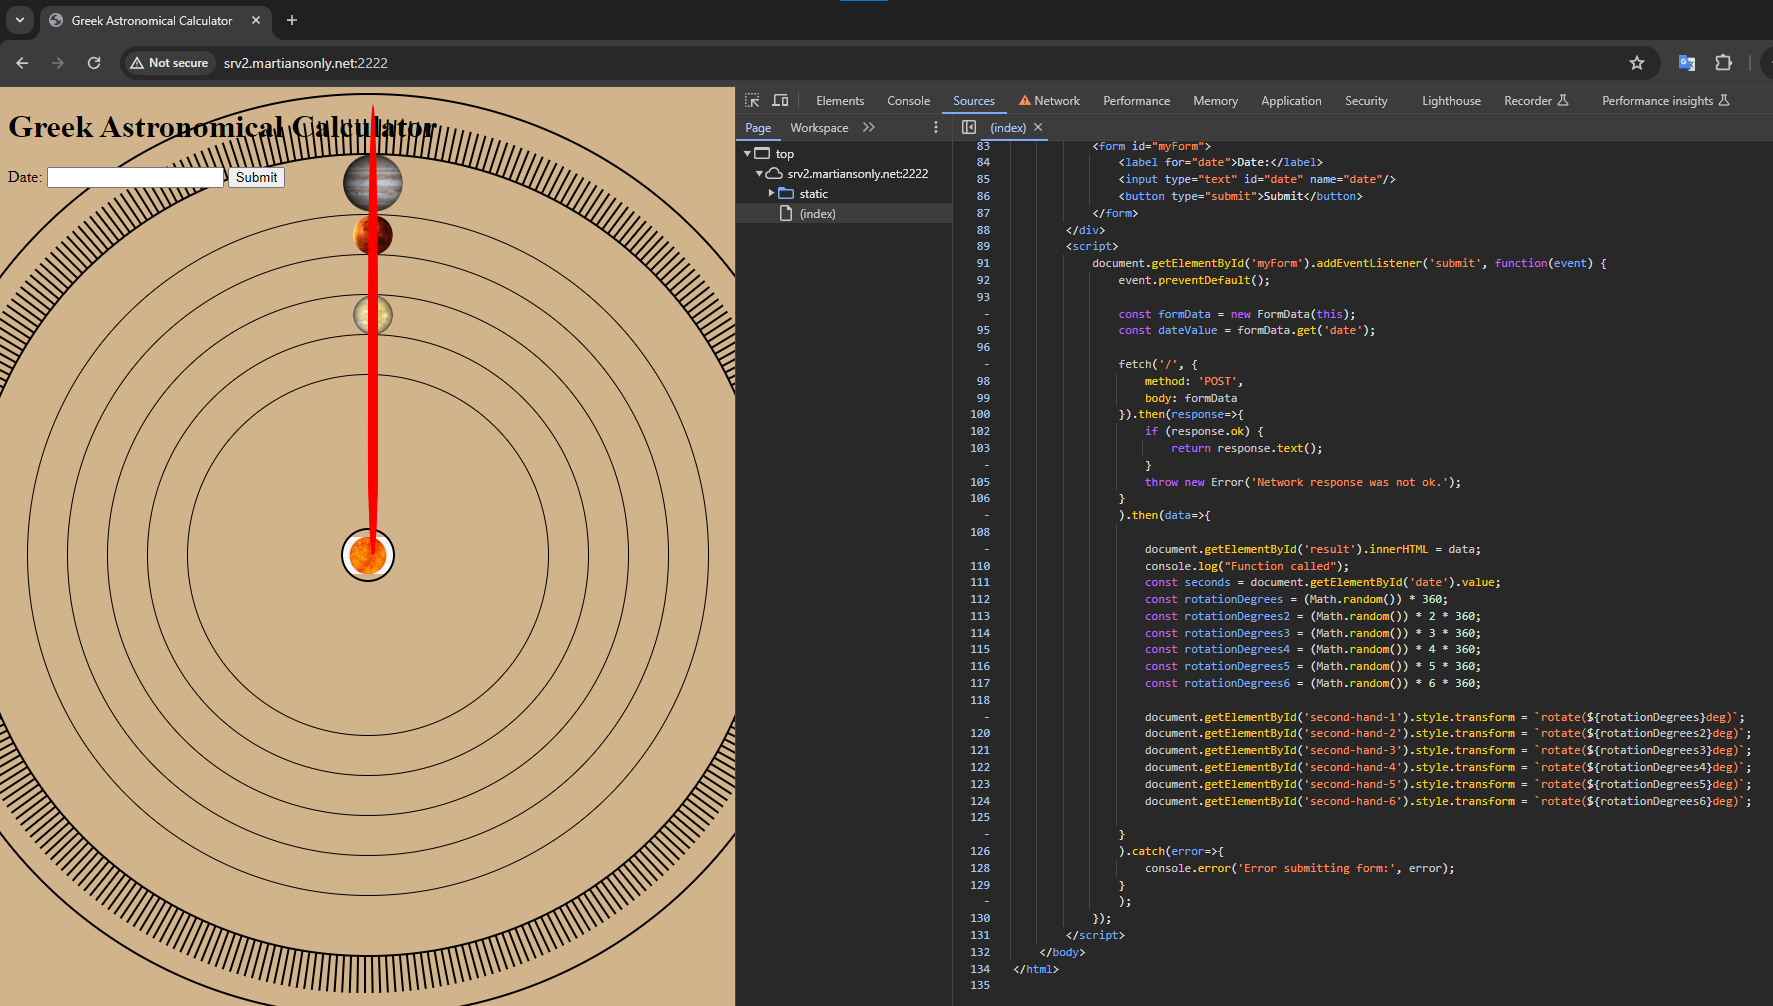 Greek Astronomical Calculator
Not secure
srv2.martiansonly.net:2222
Greek Astronomical Calculator
Date:
Submit
Elements
Console
Sources
Network
Performance
Memory
Application
Security
Lighthouse
Recorder
Performance insights
Page
Workspace
(index)
top
srv2.martiansonly.net:2222
static
(index)
83 <form id="myForm">
84 <label for="date">Date:</label>
85 <input type="text" id="date" name="date"/>
86 <button type="submit">Submit</button>
87 </form>
88 </div>
89 <script>
91 document.getElementById('myForm').addEventListener('submit', function(event) {
92 event.preventDefault();
93
- const formData = new FormData(this);
95 const dateValue = formData.get('date');
96
- fetch('/', {
98 method: 'POST',
99 body: formData
100 }).then(response=>{
102 if (response.ok) {
103 return response.text();
- }
105 throw new Error('Network response was not ok.');
106 }
- ).then(data=>{
108
- document.getElementById('result').innerHTML = data;
110 console.log("Function called");
111 const seconds = document.getElementById('date').value;
112 const rotationDegrees = (Math.random()) * 360;
113 const rotationDegrees2 = (Math.random()) * 2 * 360;
114 const rotationDegrees3 = (Math.random()) * 3 * 360;
115 const rotationDegrees4 = (Math.random()) * 4 * 360;
116 const rotationDegrees5 = (Math.random()) * 5 * 360;
117 const rotationDegrees6 = (Math.random()) * 6 * 360;
118
- document.getElementById('second-hand-1').style.transform = `rotate(${rotationDegrees}deg)`;
120 document.getElementById('second-hand-2').style.transform = `rotate(${rotationDegrees2}deg)`;
121 document.getElementById('second-hand-3').style.transform = `rotate(${rotationDegrees3}deg)`;
122 document.getElementById('second-hand-4').style.transform = `rotate(${rotationDegrees4}deg)`;
123 document.getElementById('second-hand-5').style.transform = `rotate(${rotationDegrees5}deg)`;
124 document.getElementById('second-hand-6').style.transform = `rotate(${rotationDegrees6}deg)`;
125
- }
126 ).catch(error=>{
128 console.error('Error submitting form:', error);
129 }
- );
130 });
131 </script>
132 </body>
134 </html>
135